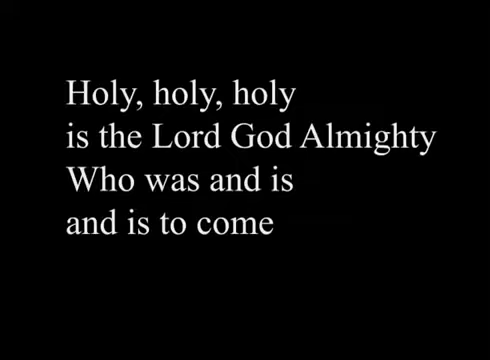 Holy, holy, holy
is the Lord God Almighty
Who was and is
and is to come